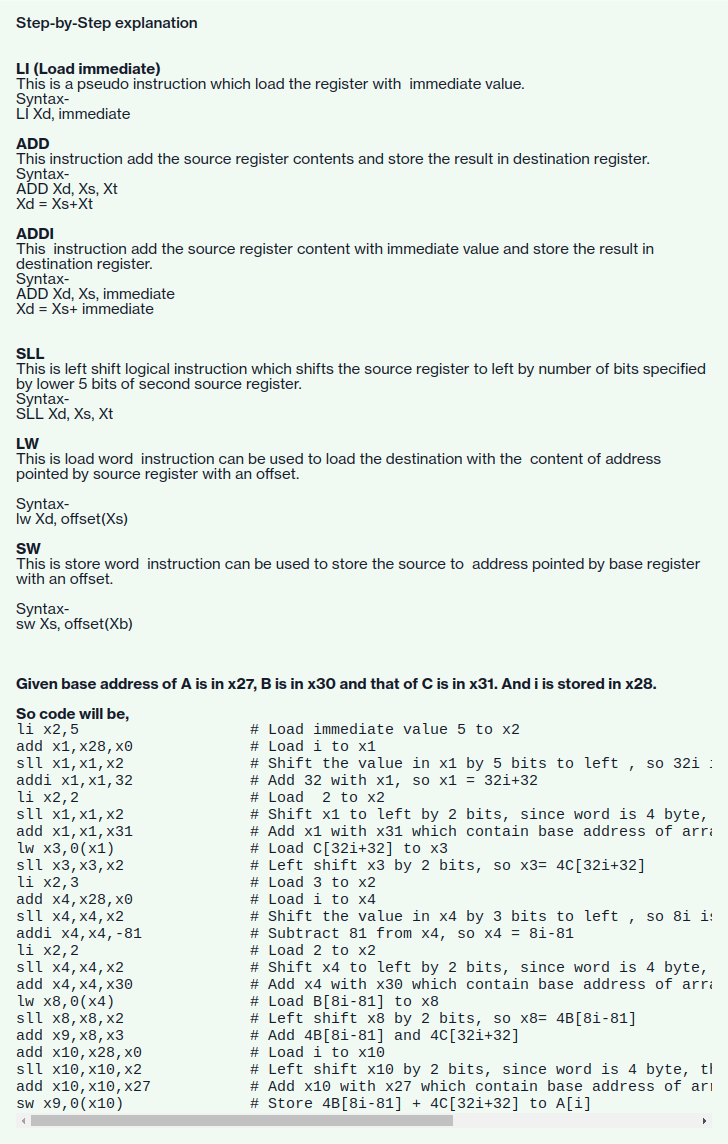 Step-by-Step explanation
LI (Load immediate)
This is a pseudo instruction which load the register with  immediate value.
Syntax-
LI Xd, immediate
ADD
This instruction add the source register contents and store the result in destination register.
Syntax-
ADD Xd, Xs, Xt
Xd = Xs+Xt
ADDI
This  instruction add the source register content with immediate value and store the result in
destination register.
Syntax-
ADD Xd, Xs, immediate
Xd = Xs+ immediate
SLL
This is left shift logical instruction which shifts the source register to left by number of bits specified
by lower 5 bits of second source register.
Syntax-
SLL Xd, Xs, Xt
LW
This is load word  instruction can be used to load the destination with the  content of address
pointed by source register with an offset.
Syntax-
lw Xd, offset(Xs)
SW
This is store word  instruction can be used to store the source to  address pointed by base register
with an offset.
Syntax-
sw Xs, offset(Xb)
Given base address of A is in x27, B is in x30 and that of C is in x31. And i is stored in x28.
So code will be,
li x2,5 # Load immediate value 5 to x2
add x1,x28,x0 # Load i to x1
sll x1,x1,x2 # Shift the value in x1 by 5 bits to left , so 32i
addi x1,x1,32 # Add 32 with x1, so x1 = 32i+32
li x2,2 # Load  2 to x2
sll x1,x1,x2 # Shift x1 to left by 2 bits, since word is 4 byte,
add x1,x1,x31 # Add x1 with x31 which contain base address of
lw x3,0(x1) # Load C[32i+32] to x3
sll x3,x3,x2 # Left shift x3 by 2 bits, so x3= 4C[32i+32]
li x2,3 # Load 3 to x2
add x4,x28,x0 # Load i to x4
sll x4,x4,x2 # Shift the value in x4 by 3 bits to left , so 8i
addi x4,x4,-81 # Subtract 81 from x4, so x4 = 8i-81
li x2,2 # Load 2 to x2
sll x4,x4,x2 # Shift x4 to left by 2 bits, since word is 4 byte,
add x4,x4,x30 # Add x4 with x30 which contain base address of
lw x8,0(x4) # Load B[8i-81] to x8
sll x8,x8,x2 # Left shift x8 by 2 bits, so x8= 4B[8i-81]
add x9,x8,x3 # Add 4B[8i-81] and 4C[32i+32]
add x10,x28,x0 # Load i to x10
sll x10,x10,x2 # Left shift x10 by 2 bits, since word is 4 byte,
add x10,x10,x27 # Add x10 with x27 which contain base address of
sw x9,0(x10) # Store 4B[8i-81] + 4C[32i+32] to A[i]